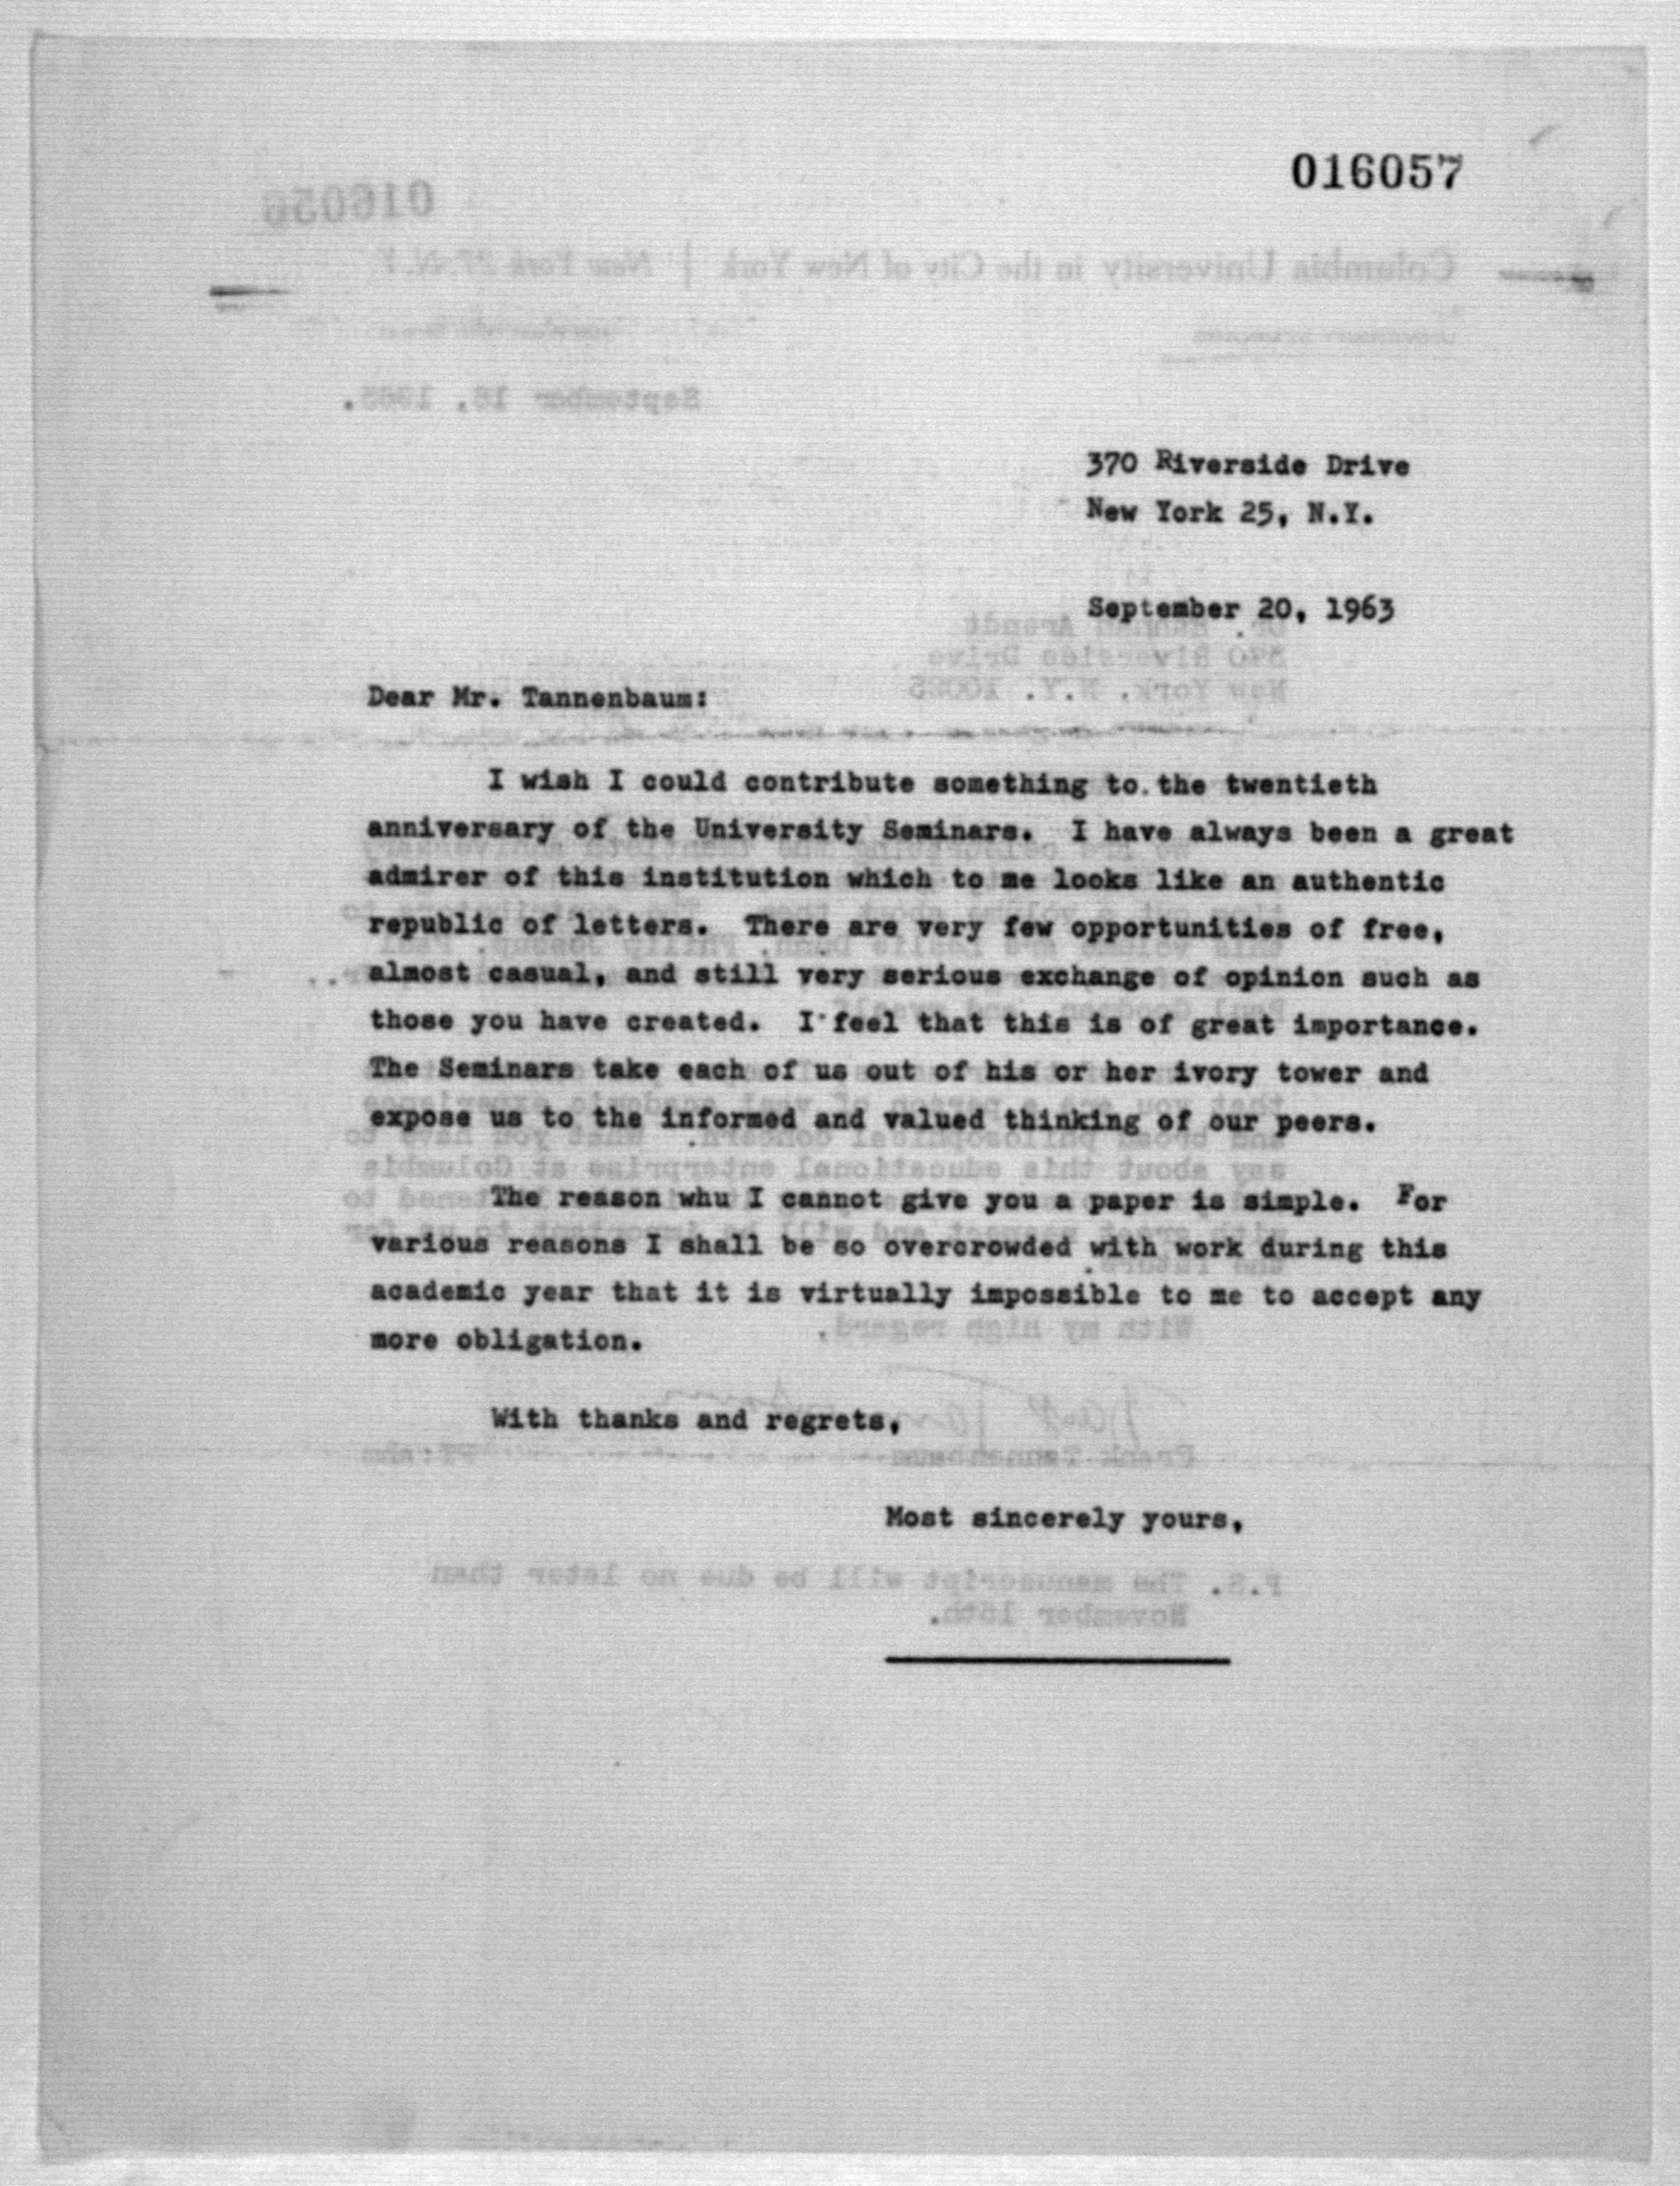 016057
370 Riverside Drive
New York 25, N.Y.
September 20, 1963
Dear Mr. Tannenbaum:
I wish I could contribute something to the twentieth
anniversary of the University Seminars. I have always been a great
admirer of this institution which to me looks like an authentic
republic of letters. There are very few opportunities of free,
almost casual, and still very serious exchange of opinion such as
those you have created. I feel that this is of great importance.
The Seminars take each of us out of his or her ivory tower and
expose us to the informed and valued thinking of our peers.
The reason whu I cannot give you a paper is simple. For
various reasons I shall be so overcrowded with work during this
academic year that it is virtually impossible to me to accept any
more obligation.
With thanks and regrets,
Most sincerely yours,